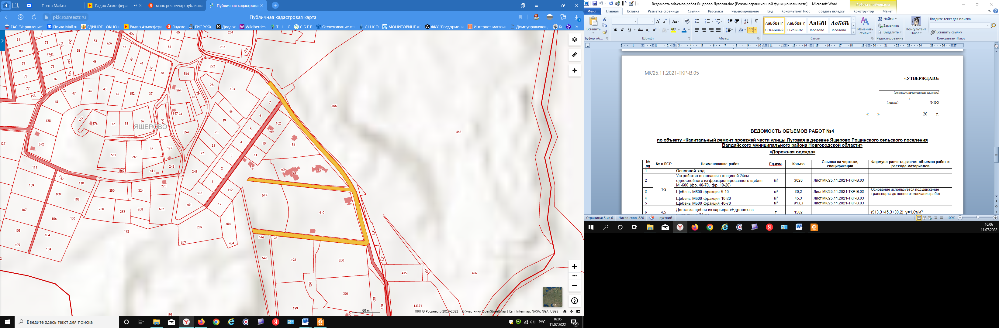 4
Почта Mail.ru
Радио Атмосфера –
мапс росреестр публична
Публичная кадастрова
pkk.rosreestr.ru
Публичная кадастровая карта
3
ГАС "Управление"
Почта Mail.ru
ЕДИНОЕ ОКНО
Радио Атмосфера
Яндекс
ГИС ЖКХ
Диадок
Wildberries
Т Н С
С Б Е Р
Отслеживание от
С Н К О
МОНИТОРИНГ
ФКУ "Росдормон
Интернет-магази
Домоуправляющ
81
80
79
78
77
153
73
74
75
76
193
548
549
52
51
609
49
44
43
41
151
38
538
65
64
234
233
170
292
566
28
103
564
25
26
47
47
46
45
42
152
37
48
128
577
576
72
35
36
534
597
24
554
ЯЩЕРОВО
127
572
561
592
32
197
569
411
248
7
6
5
4
3
2
1
18
19
20
21
22
245
533
401
112
12
102
568
10
11
156
536
409
540
541
547
410
466
466
466
111
109
110
110
108
108
107
106
106
105
104
105
104
250
224
225
260
252
208
602
192
209
209
404
404
546
198
546
198
200
203
201
199
472
472
415
459
180
180
13371
192
60 м
ПКК © Росреестр 2010-2022 | © Участники OpenStreetMap | Esri, Intermap, NASA, NGA, USGS
Введите здесь текст для поиска
РУС
16:06
11.07.2022
2
Ведомость объемов работ Ящерово Луговая.doc [Режим ограниченной функциональности] - Microsoft Word
Работа с таблицами
Файл
Главная
Вставка
Разметка страницы
Ссылки
Рассылки
Рецензирование
Вид
КонсультантПлюс
Создать вкладку
Конструктор
Макет
Вставить
Буфер об...
Шрифт
Абзац
АаБбВвГг
¶ Обычный
АаБбВвГг
¶ Без инте...
АаБбЕ
Заголово...
АаБбВ
Заголово...
Изменить стили
Стили
Найти
Заменить
Выделить
Редактирование
Консультант Плюс
Введите текст для поиска:
Вставить ссылку
КонсультантПлюс
МК/25.11.2021-ТКР-В.05
«УТВЕРЖДАЮ»
(должность представителя заказчика)
/
(подпись) (Ф.И О)
«____» ____________________20____г.
ВЕДОМОСТЬ ОБЪЕМОВ РАБОТ №4
по объекту «Капитальный ремонт проезжей части улицы Луговая в деревне Ящерово Рощинского сельского поселения
Валдайского муниципального района Новгородской области»
«Дорожная одежда»
№ пп № в ЛСР Наименование работ Ед.изм. Кол-во Ссылка на чертежи, спецификации Формула расчета, расчет объемов работ и расхода материалов
1 Основной ход
2 1-3 Устройство основания толщиной 24см однослойного из фракционированного щебня М -600 (фр. 40-70, фр. 10-20) м² 3020 Лист МК/25.11.2021-ТКР-В.03
3 Щебень М600 фракция 5-10 м³ 30,2 Лист МК/25.11.2021-ТКР-В.03 Основание используется под движение транспорта до полного окончания работ
4 Щебень М600 фракция 10-20 м³ 45,3 Лист МК/25.11.2021-ТКР-В.03
5 Щебень М600 фракция 40-70 м³ 913,3 Лист МК/25.11.2021-ТКР-В.03
6 4,5 Доставка щебня из карьера «Едрово» на т 1582 (913,3+45,3+30,2) γ=1,6т/м³
Страница: 5 из 6
Число слов: 820
русский
100%
16:06
11.07.2022